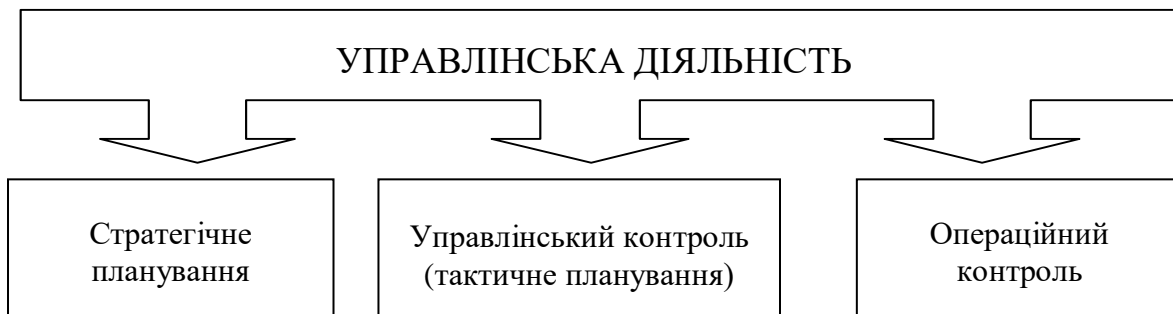 УПРАВЛІНСЬКА ДІЯЛЬНІСТЬ
Стратегічне
планування
Управлінський контроль
(тактичне планування)
Операційний
контроль